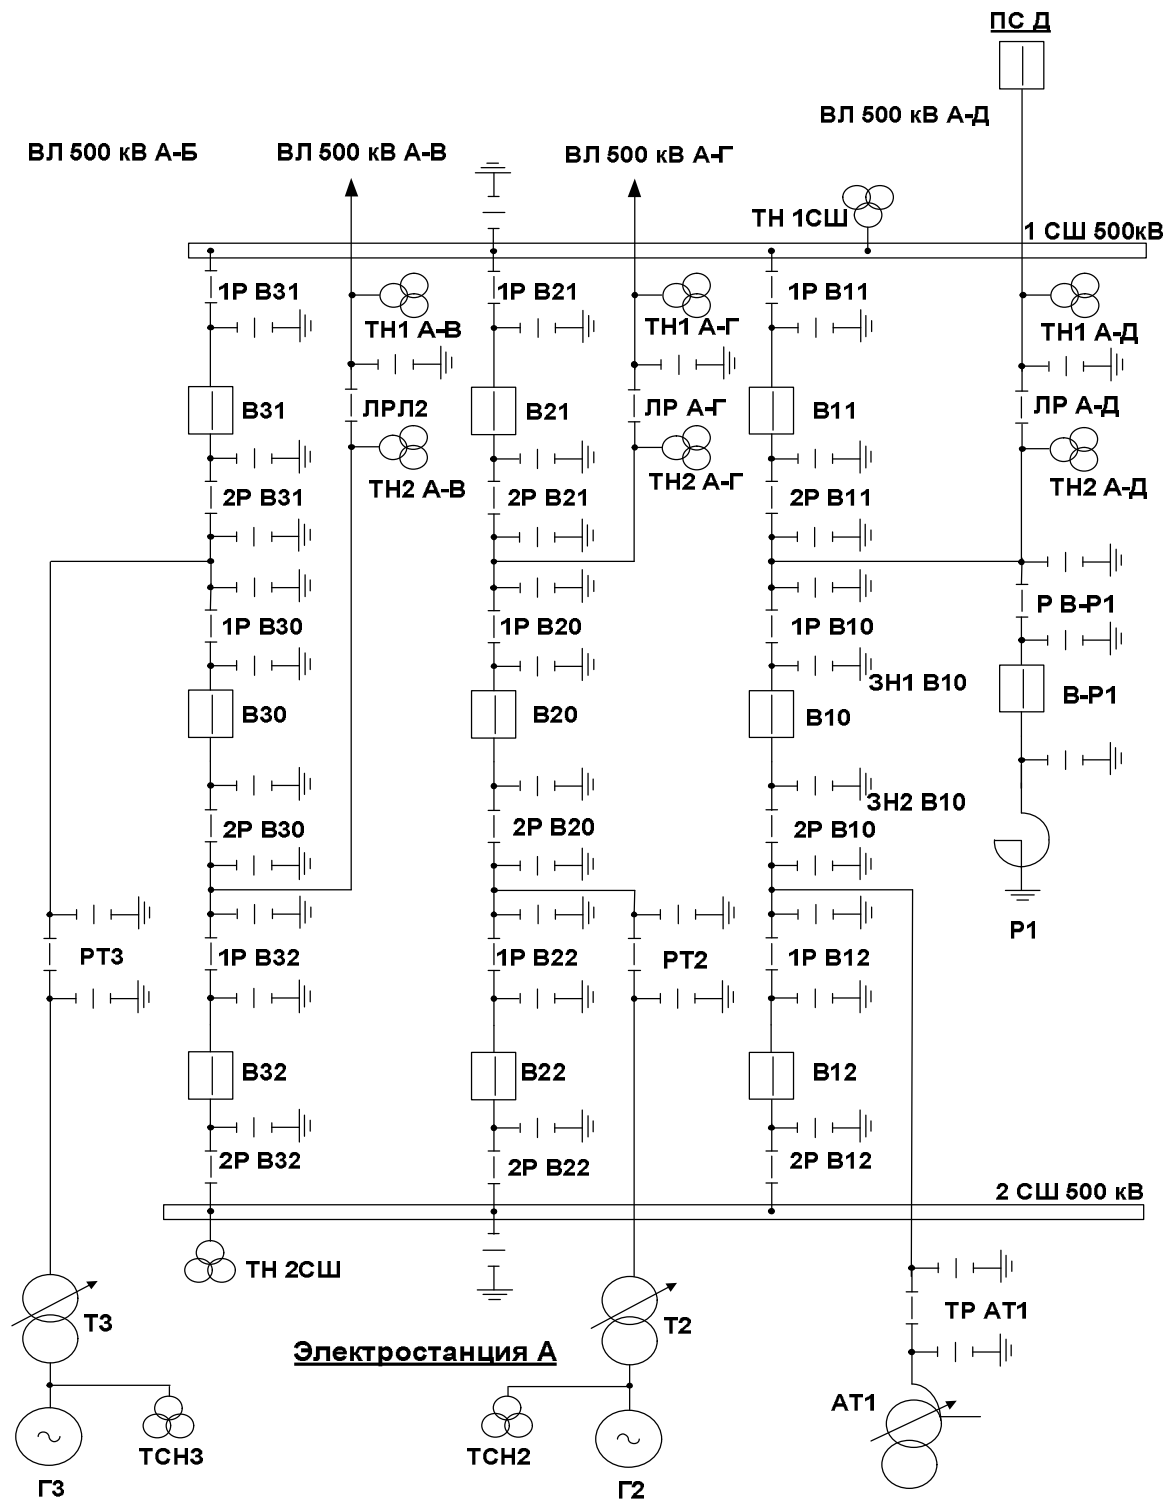 ПС Д
ВЛ 500 кВ А-Д
ВЛ 500 кВ А-Б
ВЛ 500 кВ А-В
ВЛ 500 кВ А-Г
ТН 1СШ
1 СШ 500кВ
1Р В31
ТН1 А-В
1Р В21
ТН1 А-Г
1Р В11
ТН1 А-Д
В31
ЛРЛ2
В21
ЛР А-Г
В11
ЛР А-Д
2Р В31
ТН2 А-В
2Р В21
ТН2 А-Г
2Р В11
ТН2 А-Д
Р В-Р1
1Р В30
1Р В20
1Р В10
ЗН1 В10
В-Р1
В30
В20
В10
ЗН2 В10
2Р В30
2Р В20
2Р В10
Р1
РТ3
1Р В32
1Р В22
РТ2
1Р В12
В32
В22
В12
2Р В32
2Р В22
2Р В12
2 СШ 500 кВ
ТН 2СШ
ТР АТ1
Т3
Т2
Электростанция А
АТ1
ТСН3
ТСН2
Г3
Г2